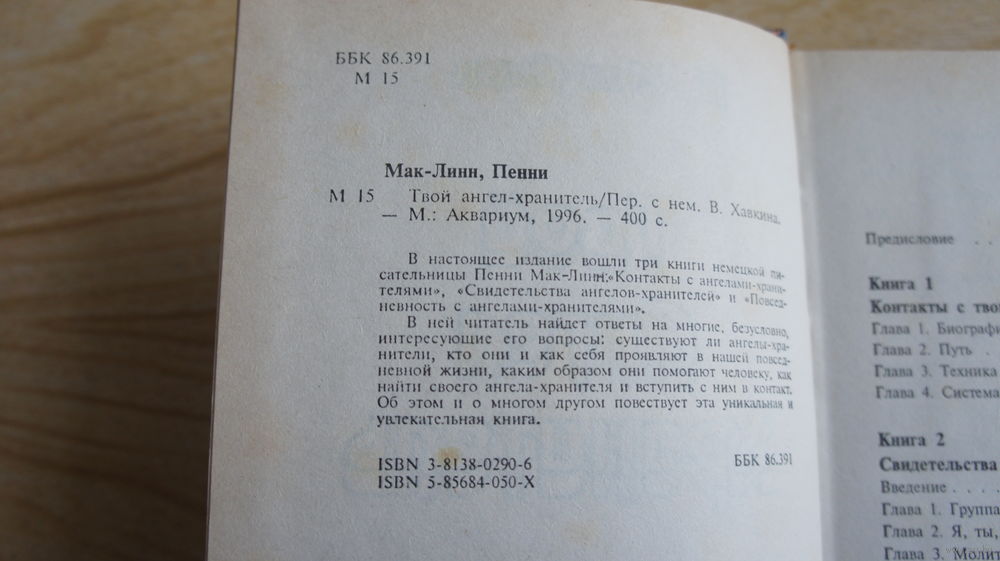 ББК 86.391
М 15
Мак-Линн, Пенни
М 15 Твой ангел-хранитель/Пер. с нем. В. Хавкина.
— М.: Аквариум, 1996. — 400 с.
В настоящее издание вошли три книги немецкой пи-
сательницы Пенни Мак-Линн:«Контакты с ангелами-храни-
телями», «Свидетельства ангелов-хранителей» и «Повсед-
невность с ангелами-хранителями».
В ней читатель найдет ответы на многие, безусловно,
интересующие его вопросы: существуют ли ангелы-хра-
нители, кто они и как себя проявляют в нашей повсед-
невной жизни, каким образом они помогают человеку, как
найти своего ангела-хранителя и вступить с ним в контакт.
Об этом и о многом другом повествует эта уникальная и
увлекательная книга.
ISBN 3-8138-0290-6
ББК 86.391
ISBN 5-85684-050-X
Предисловие . .
Книга 1
Контакты с тво
Глава 1. Биографи
Глава 2. Путь .
Глава 3. Техника
Глава 4. Система
Книга 2
Свидетельства
Введение . . . .
Глава 1. Группа
Глава 2. Я, ты,
Глава 3. Молит